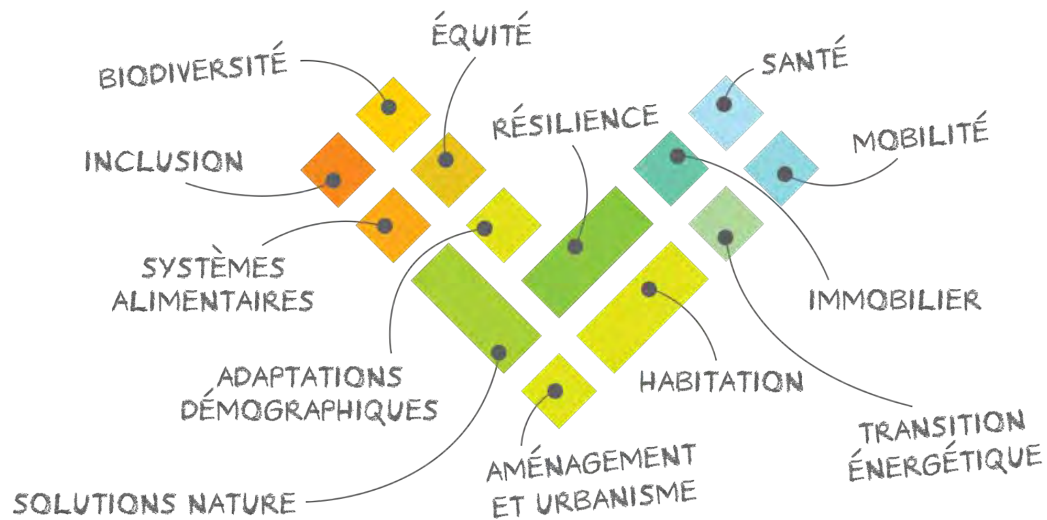 ÉQUITÉ
BIODIVERSITÉ
SANTÉ
RÉSILIENCE
MOBILITÉ
INCLUSION
SYSTÈMES
ALIMENTAIRES
IMMOBILIER
ADAPTATIONS
DÉMOGRAPHIQUES
HABITATION
TRANSITION
ÉNERGÉTIQUE
AMÉNAGEMENT
ET URBANISME
SOLUTIONS NATURE